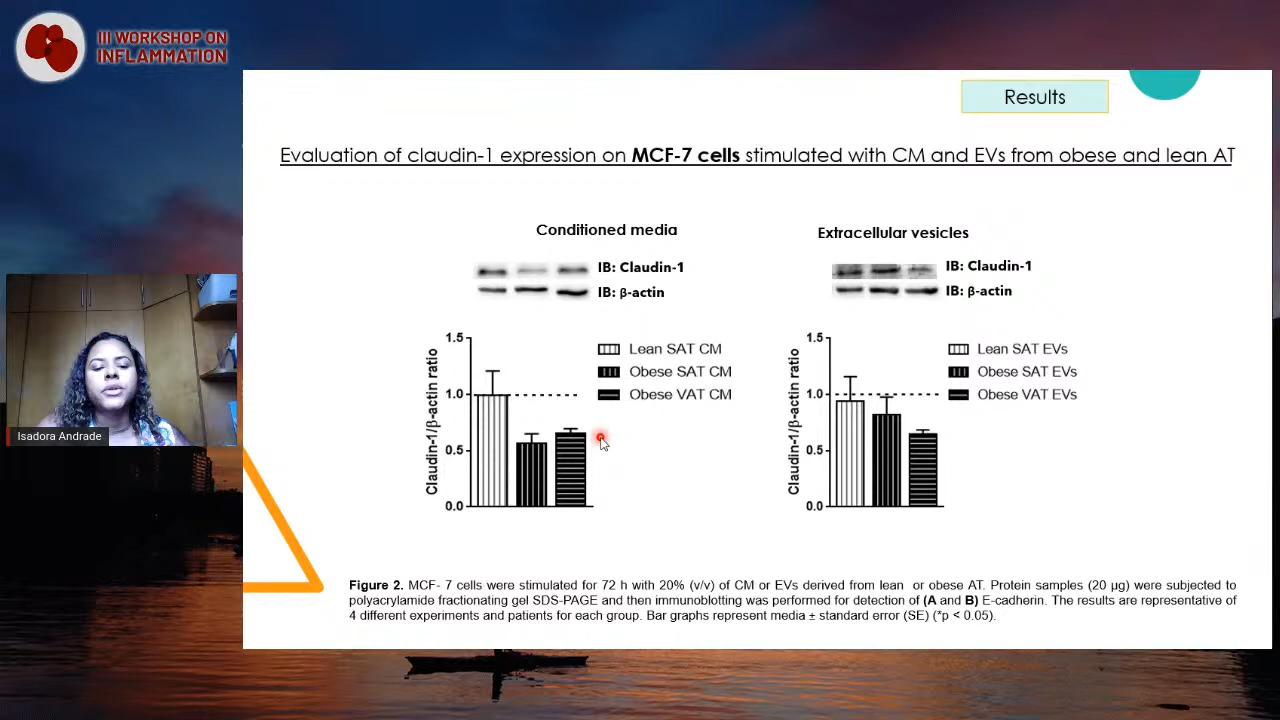 III WORKSHOP ON
INFLAMMATION
Results
Evaluation of claudin-1 expression on MCF-7 cells stimulated with CM and EVs from obese and lean AT
Conditioned media
IB: Claudin-1
IB: β-actin
1.5
1.0
0.5
0.0
Claudin-1/β-actin ratio
Lean SAT CM
Obese SAT CM
Obese VAT CM
Extracellular vesicles
IB: Claudin-1
IB: β-actin
1.5
1.0
0.5
0.0
Claudin-1/β-actin ratio
Lean SAT EVs
Obese SAT EVs
Obese VAT EVs
Isadora Andrade
Figure 2. MCF- 7 cells were stimulated for 72 h with 20% (v/v) of CM or EVs derived from lean or obese AT. Protein samples (20 µg) were subjected to
polyacrylamide fractionating gel SDS-PAGE and then immunoblotting was performed for detection of (A and B) E-cadherin. The results are representative of
4 different experiments and patients for each group. Bar graphs represent media ± standard error (SE) (*p < 0.05).